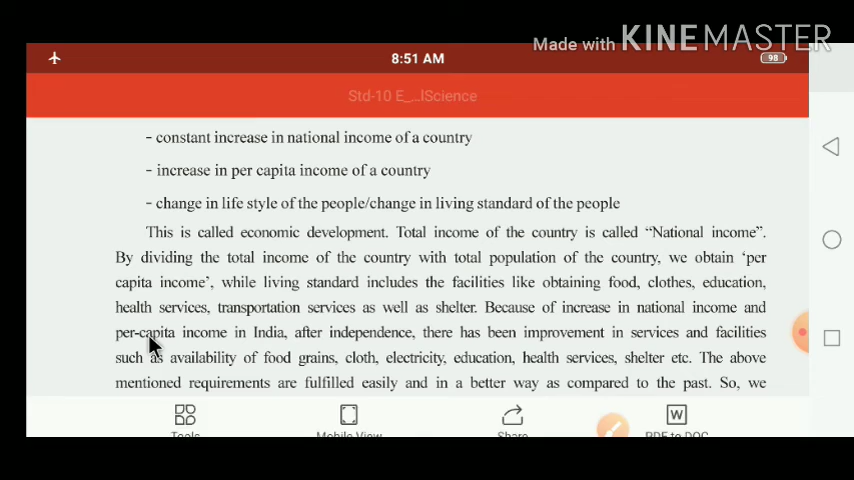 Made with KINEMASTER
8:51 AM
98
Std-10 E_...lScience
- constant increase in national income of a country
- increase in per capita income of a country
- change in life style of the people/change in living standard of the people
This is called economic development. Total income of the country is called “National income”.
By dividing the total income of the country with total population of the country, we obtain ‘per
capita income’, while living standard includes the facilities like obtaining food, clothes, education,
health services, transportation services as well as shelter. Because of increase in national income and
per-capita income in India, after independence, there has been improvement in services and facilities
such as availability of food grains, cloth, electricity, education, health services, shelter etc. The above
mentioned requirements are fulfilled easily and in a better way as compared to the past. So, we
Tools Mobile View Share PDF to DOC